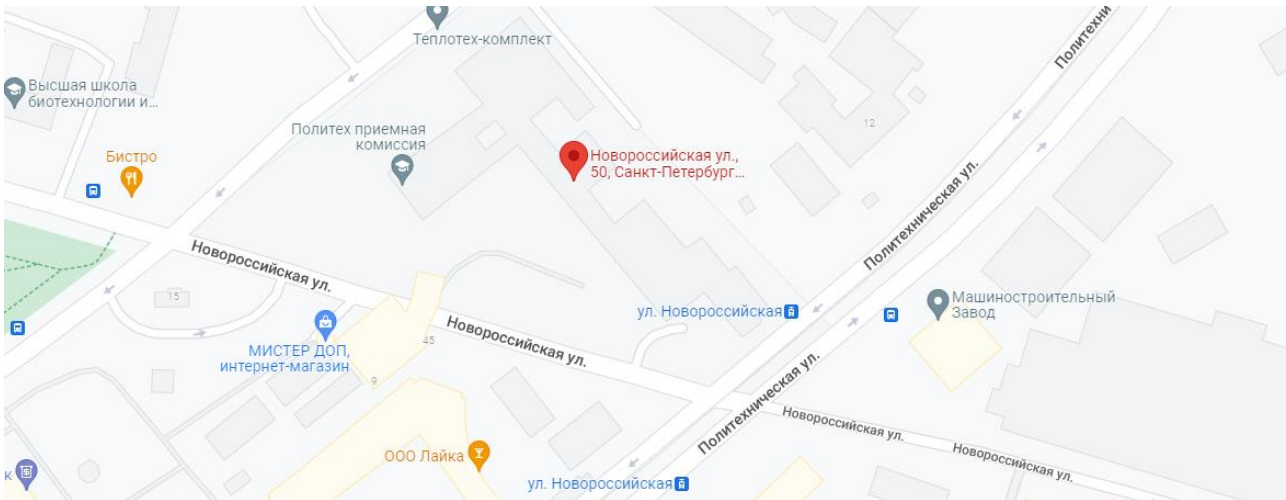 Теплотех-комплект
Политехни
Высшая школа
биотехнологии и...
Политех приемная
комиссия
12
Бистро
Новороссийская ул.,
50, Санкт-Петербург...
Политехническая ул.
Новороссийская ул.
15
Машиностроительный
Завод
ул. Новороссийская
Новороссийская ул.
45
МИСТЕР ДОП,
интернет-магазин
9
Политехническая ул.
Новороссийская ул.
Новороссийская ул.
ООО Лайка
к
ул. Новороссийская